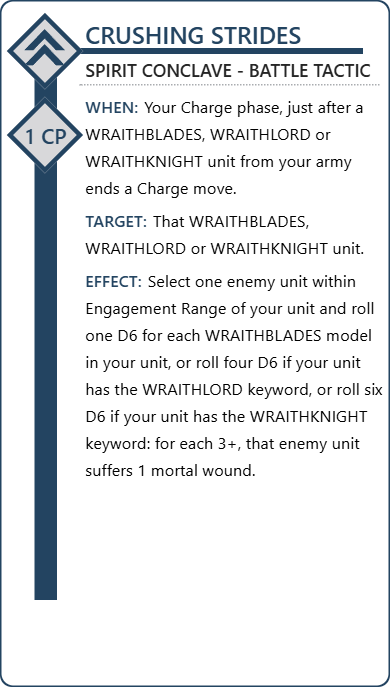 CRUSHING STRIDES
SPIRIT CONCLAVE - BATTLE TACTIC
1 CP
WHEN: Your Charge phase, just after a
WRAITHBLADES, WRAITHLORD or
WRAITHKNIGHT unit from your army
ends a Charge move.
TARGET: That WRAITHBLADES,
WRAITHLORD or WRAITHKNIGHT unit.
EFFECT: Select one enemy unit within
Engagement Range of your unit and roll
one D6 for each WRAITHBLADES model
in your unit, or roll four D6 if your unit
has the WRAITHLORD keyword, or roll six
D6 if your unit has the WRAITHKNIGHT
keyword: for each 3+, that enemy unit
suffers 1 mortal wound.